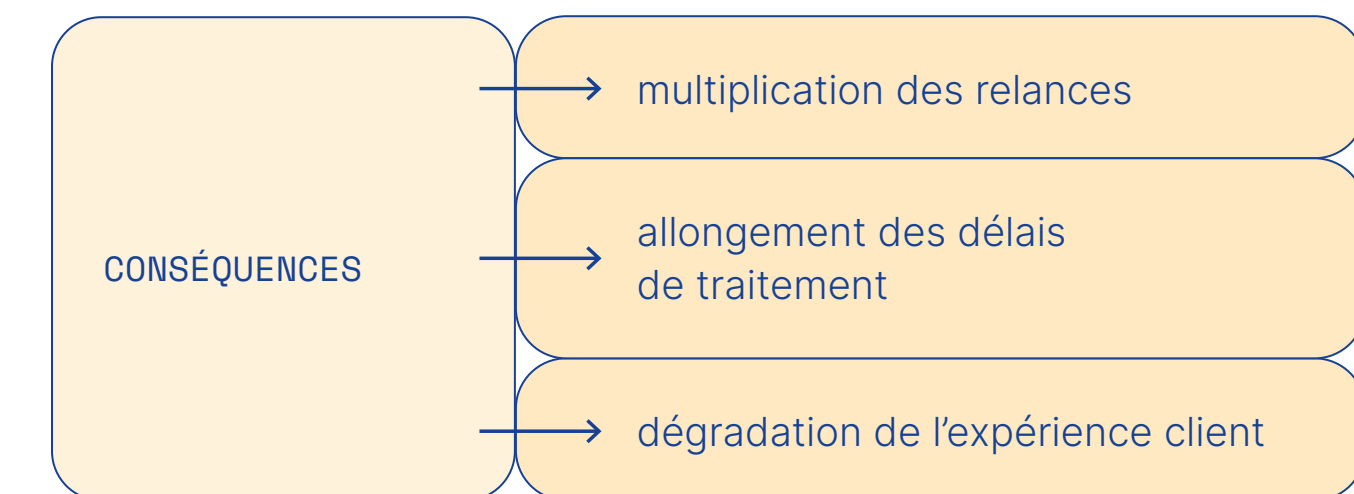 CONSÉQUENCES
multiplication des relances
allongement des délais
de traitement
dégradation de l’expérience client